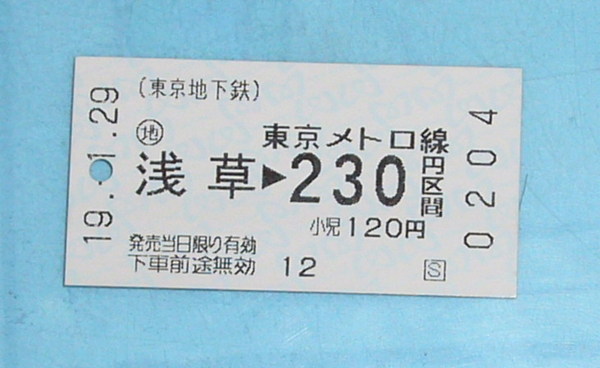 （東京地下鉄）
㊞地 東京メトロ線
浅草▶230円区間
小児120円
発売当日限り有効
下車前途無効 12 S
19.-1.29
0204